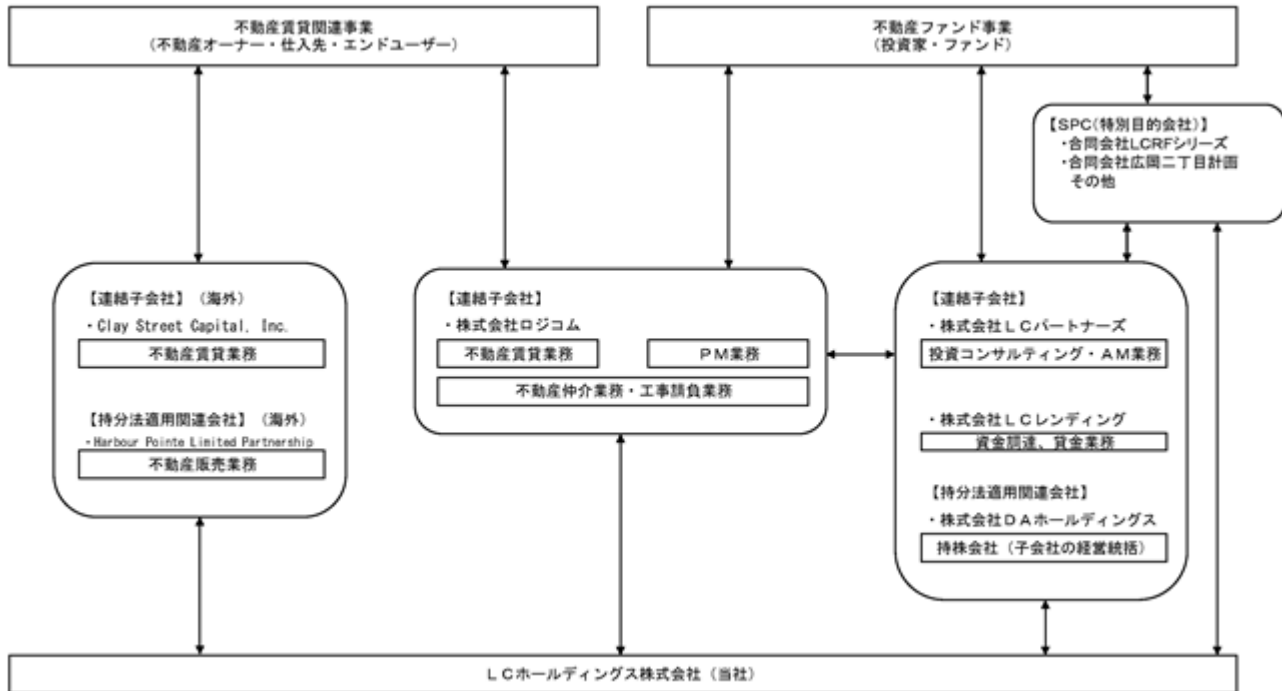 不動産賃貸関連事業
(不動産オーナー・仕入先・エンドユーザー)
不動産ファンド事業
(投資家・ファンド)
【SPC(特別目的会社)】
・合同会社LCRFシリーズ
・合同会社広岡二丁目計画
その他
【連結子会社】(海外)
・Clay Street Capital, Inc.
不動産賃貸業務
【持分法適用関連会社】(海外)
・Harbour Pointe Limited Partnership
不動産販売業務
【連結子会社】
・株式会社ロジコム
不動産賃貸業務
PM業務
不動産仲介業務・工事請負業務
【連結子会社】
・株式会社LCパートナーズ
投資コンサルティング・AM業務
・株式会社LCレンディング
資金調達、貸金業務
【持分法適用関連会社】
・株式会社DAホールディングス
持株会社(子会社の経営統括)
LCホールディングス株式会社(当社)